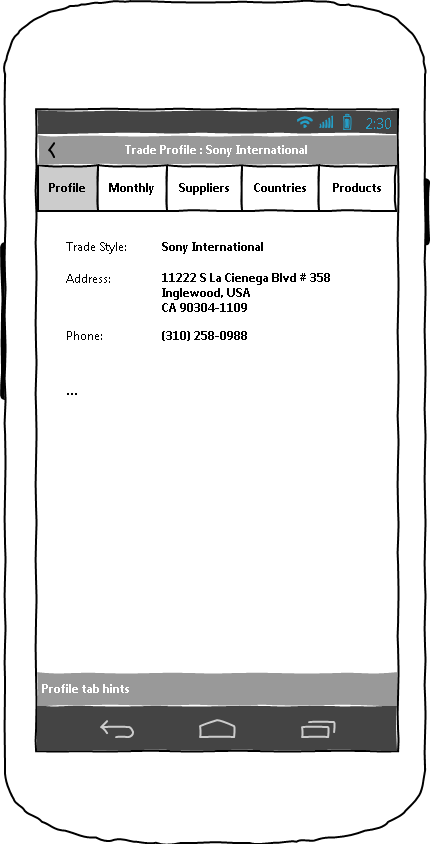 2:30
Trade Profile : Sony International
Profile Monthly Suppliers Countries Products
Trade Style: Sony International
Address: 11222 S La Cienega Blvd # 358
Inglewood, USA
CA 90304-1109
Phone: (310) 258-0988
...
Profile tab hints